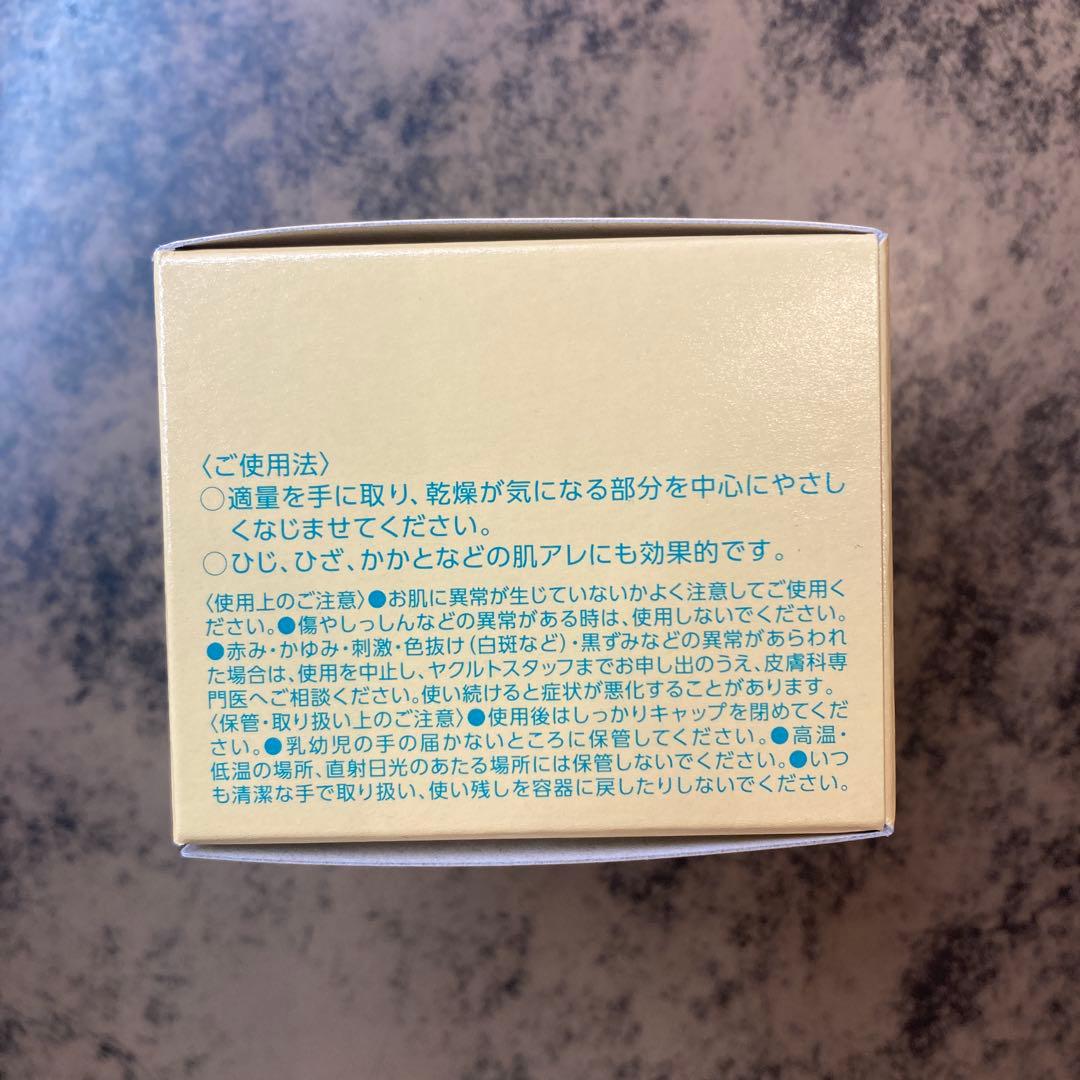 〈ご使用法〉
○適量を手に取り、乾燥が気になる部分を中心にやさし
くなじませてください。
○ひじ、ひざ、かかとなどの肌アレにも効果的です。
〈使用上のご注意〉●お肌に異常が生じていないかよく注意してご使用く
ださい。●傷やしっしんなどの異常がある時は、使用しないでください。
●赤み・かゆみ・刺激・色抜け(白斑など)・黒ずみなどの異常があらわれ
た場合は、使用を中止し、ヤクルトスタッフまでお申し出のうえ、皮膚科専
門医へご相談ください。使い続けると症状が悪化することがあります。
〈保管・取り扱い上のご注意〉●使用後はしっかりキャップを閉めてくだ
さい。●乳幼児の手の届かないところに保管してください。●高温・
低温の場所、直射日光のあたる場所には保管しないでください。●いつ
も清潔な手で取り扱い、使い残しを容器に戻したりしないでください。